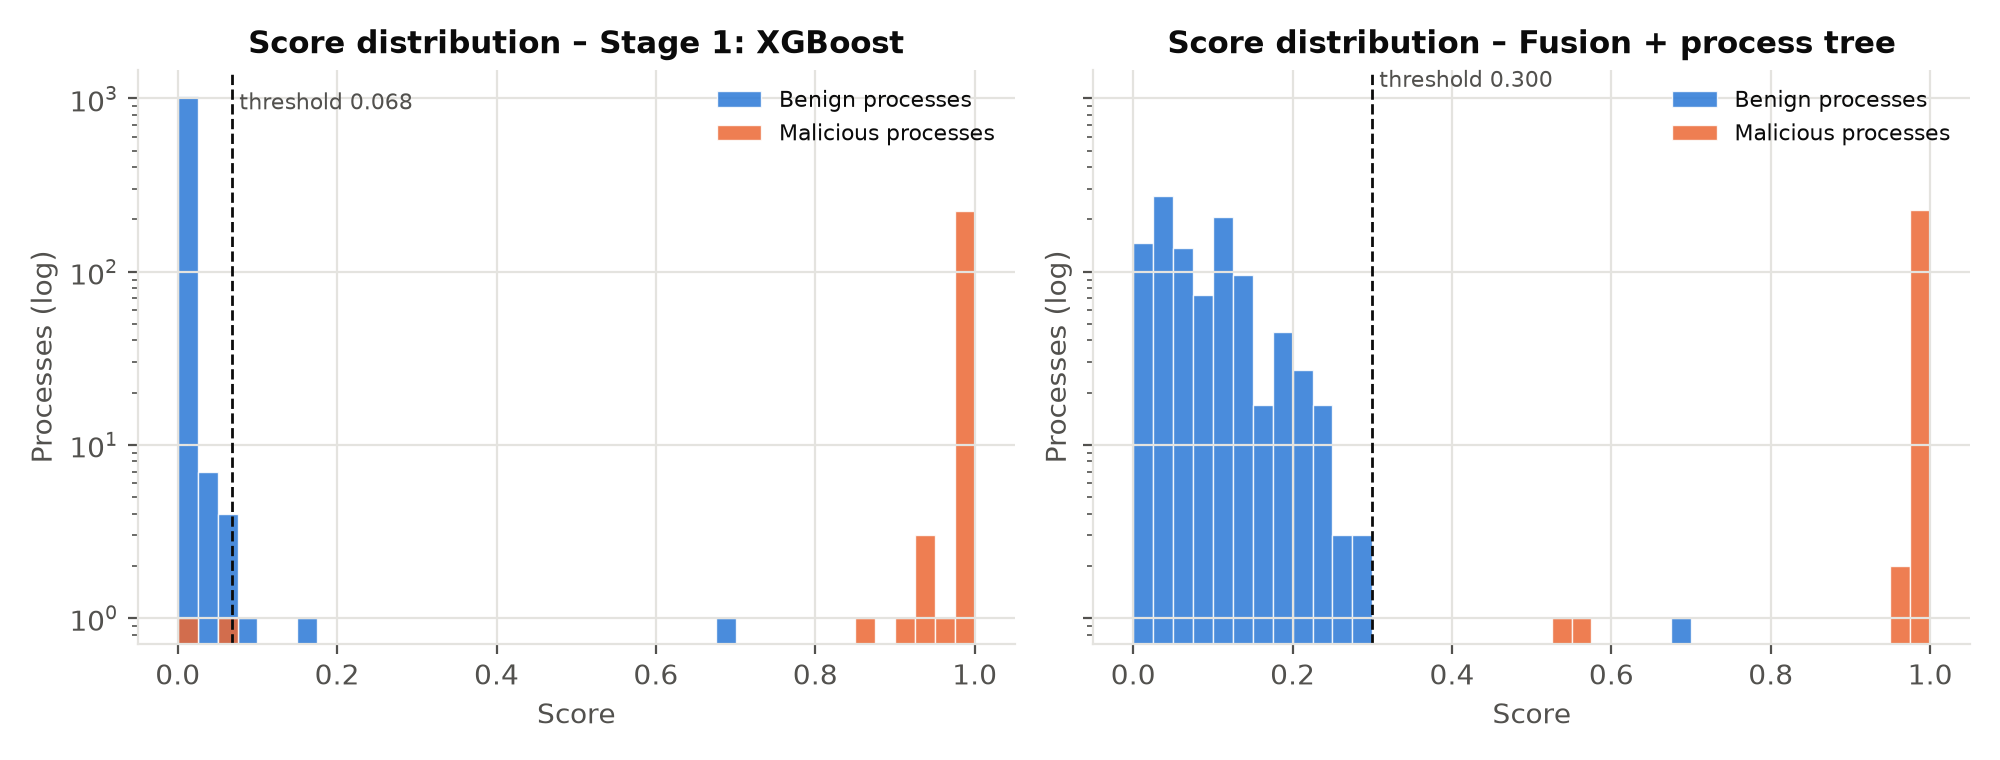 Score distribution – Stage 1: XGBoost
threshold 0.068
Benign processes
Malicious processes
Processes (log)
10³
10²
10¹
10⁰
0.0 0.2 0.4 0.6 0.8 1.0
Score
Score distribution – Fusion + process tree
threshold 0.300
Benign processes
Malicious processes
Processes (log)
0.0 0.2 0.4 0.6 0.8 1.0
Score